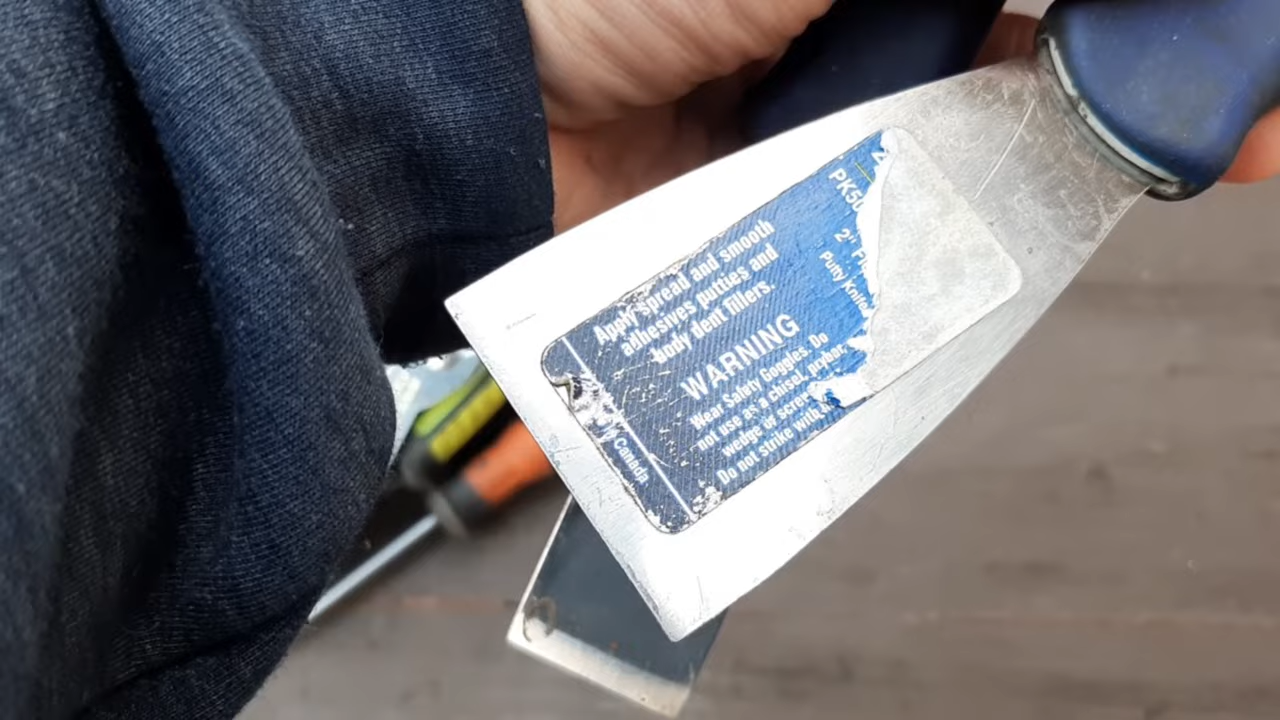 PK50
2"
Putty Knife
Apply spread and smooth
adhesives putties and
body dent fillers.
WARNING
Wear Safety Goggles. Do
not use as a chisel, prybar
wedge or
Do not strike with
Canada